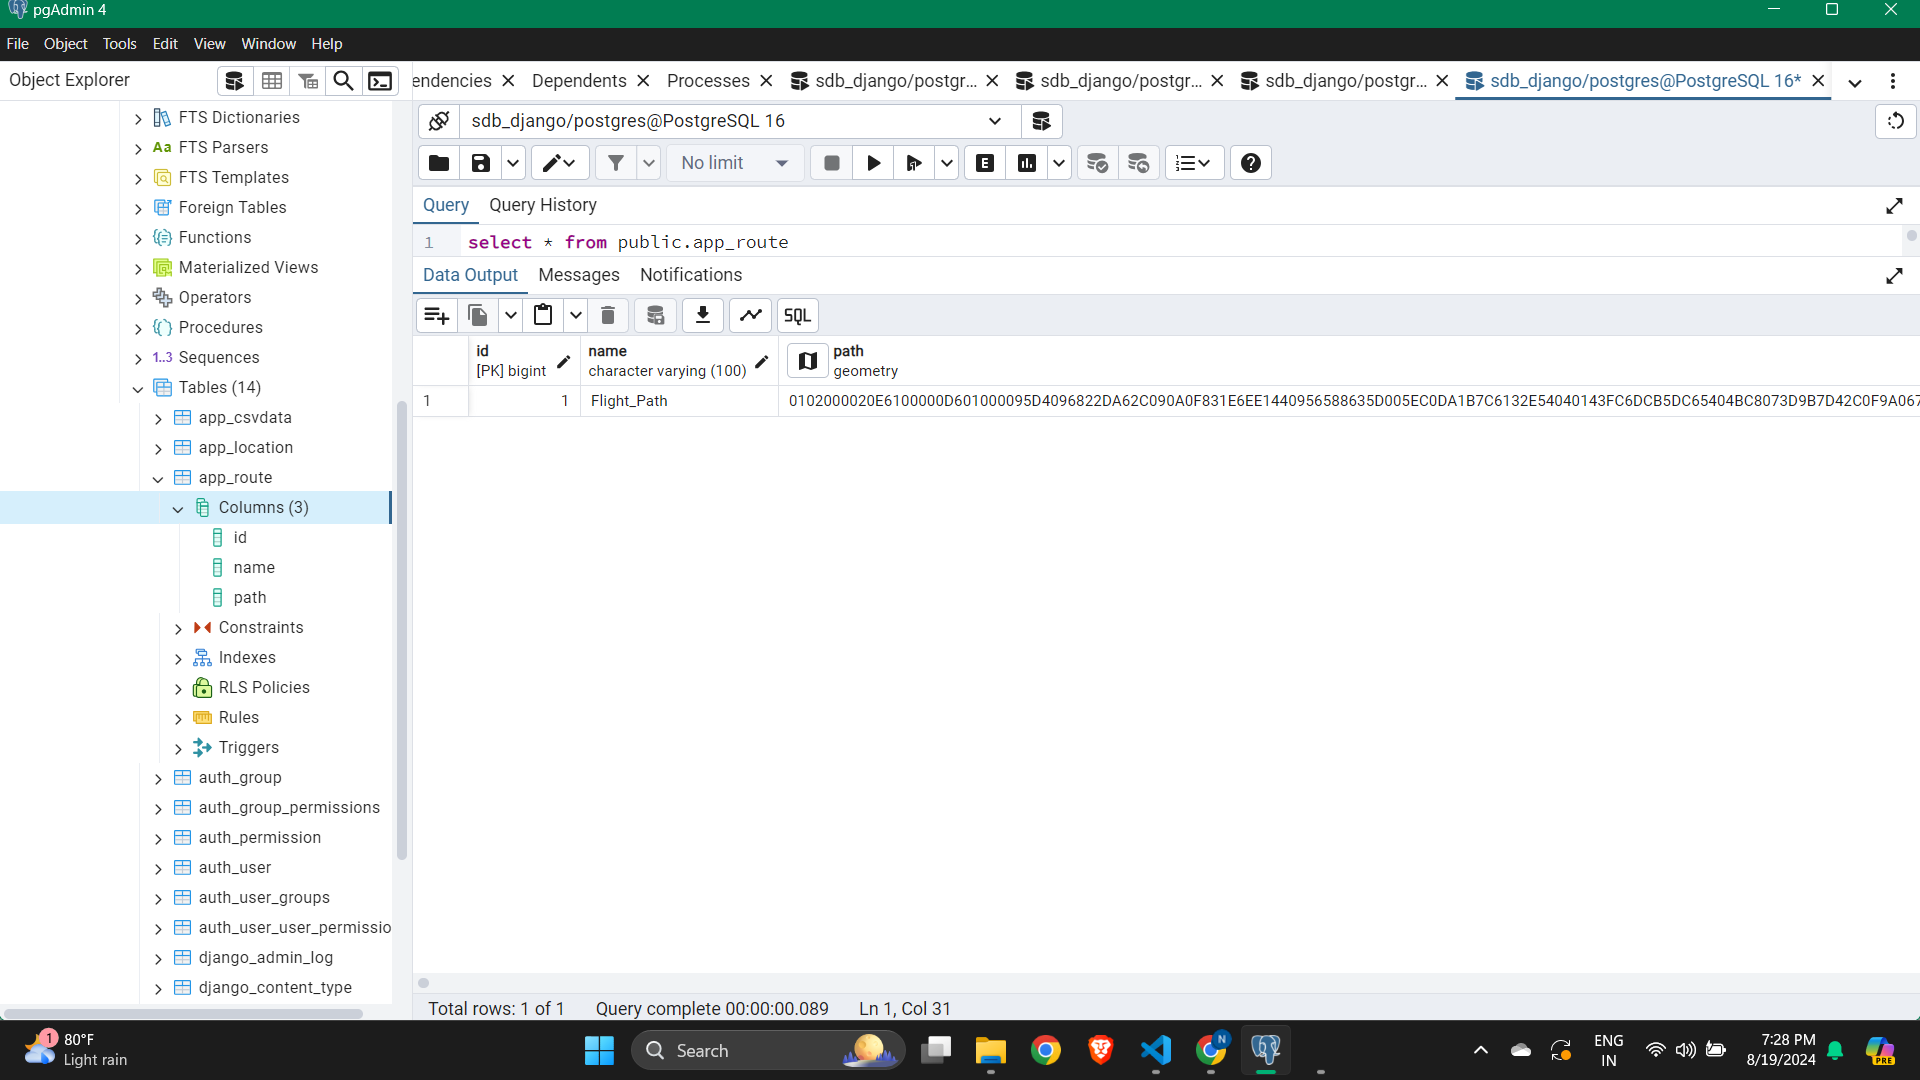 pgAdmin 4
File Object Tools Edit View Window Help
Object Explorer
endencies Dependents Processes sdb_django/postgr... sdb_django/postgr... sdb_django/postgr... sdb_django/postgres@PostgreSQL 16*
sdb_django/postgres@PostgreSQL 16
No limit
E
Query Query History
1 select * from public.app_route
Data Output Messages Notifications
SQL
id name path
[PK] bigint character varying (100) geometry
1 1 Flight_Path 0102000020E6100000D601000095D4096822DA62C090A0F831E6EE1440956588635D005EC0DA1B7C6132E54040143FC6DCB5DC65404BC8073D9B7D42C0F9A067
FTS Dictionaries
Aa FTS Parsers
FTS Templates
Foreign Tables
Functions
Materialized Views
Operators
Procedures
1..3 Sequences
Tables (14)
app_csvdata
app_location
app_route
Columns (3)
id
name
path
Constraints
Indexes
RLS Policies
Rules
Triggers
auth_group
auth_group_permissions
auth_permission
auth_user
auth_user_groups
auth_user_user_permissio
django_admin_log
django_content_type
Total rows: 1 of 1 Query complete 00:00:00.089 Ln 1, Col 31
1 80°F
Light rain
Search
N
ENG
IN
7:28 PM
8/19/2024
PRE